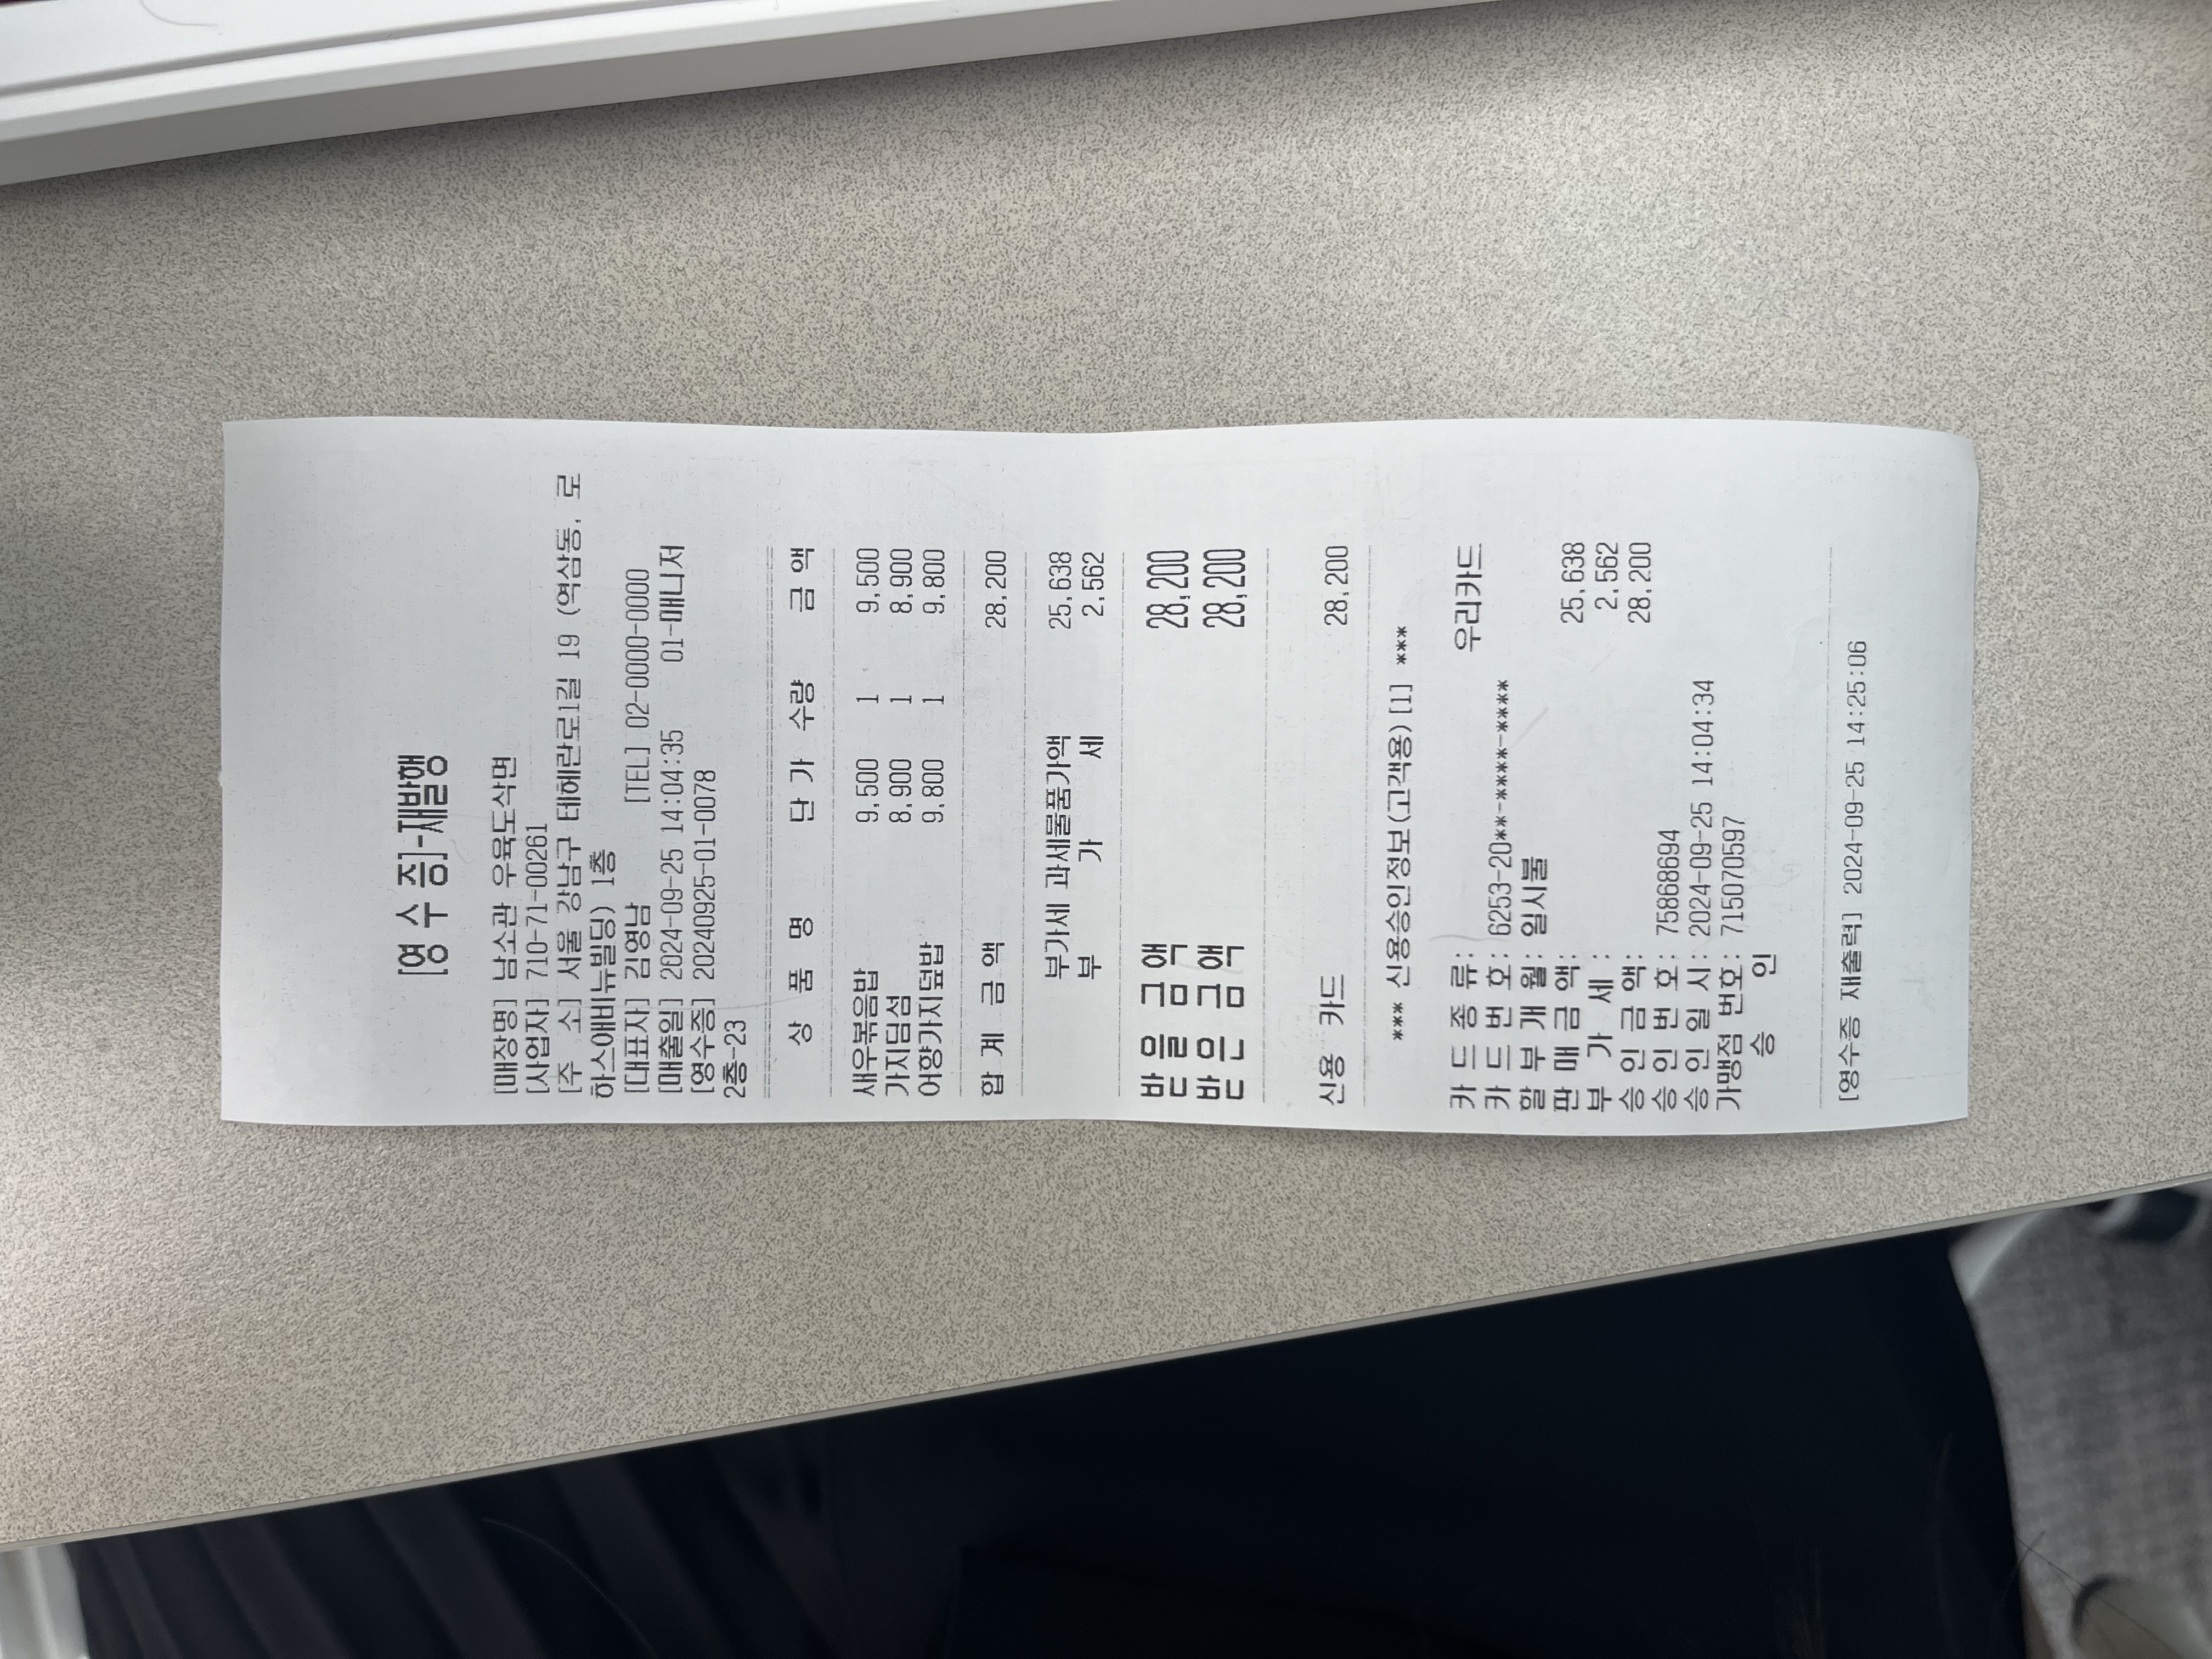 [영 수 증]-재발행
[매장명] 남소관 우육도삭면
[사업자] 710-71-00261
[주 소] 서울 강남구 테헤란로1길 19 (역삼동, 로
하스애비뉴빌딩) 1층
[대표자] 김영남 [TEL] 02-0000-0000
[매출일] 2024-09-25 14:04:35 01-매니저
[영수증] 20240925-01-0078
2층-23
상 품 명 단 가 수량 금 액
새우볶음밥 9,500 1 9,500
가지딤섬 8,900 1 8,900
어향가지덮밥 9,800 1 9,800
합 계 금 액 28,200
부가세 과세물품가액 25,638
부 가 세 2,562
받 을 금 액 28,200
받 은 금 액 28,200
신용 카드 28,200
*** 신용승인정보(고객용)[1] ***
카 드 종 류: 우리카드
카 드 번 호: 6253-20**-****-****
할 부 개 월: 일시불
판 매 금 액: 25,638
부 가 세 : 2,562
승 인 금 액: 28,200
승 인 번 호: 75868694
승 인 일 시: 2024-09-25 14:04:34
가맹점 번호: 715070597
승 인
[영수증 재출력] 2024-09-25 14:25:06